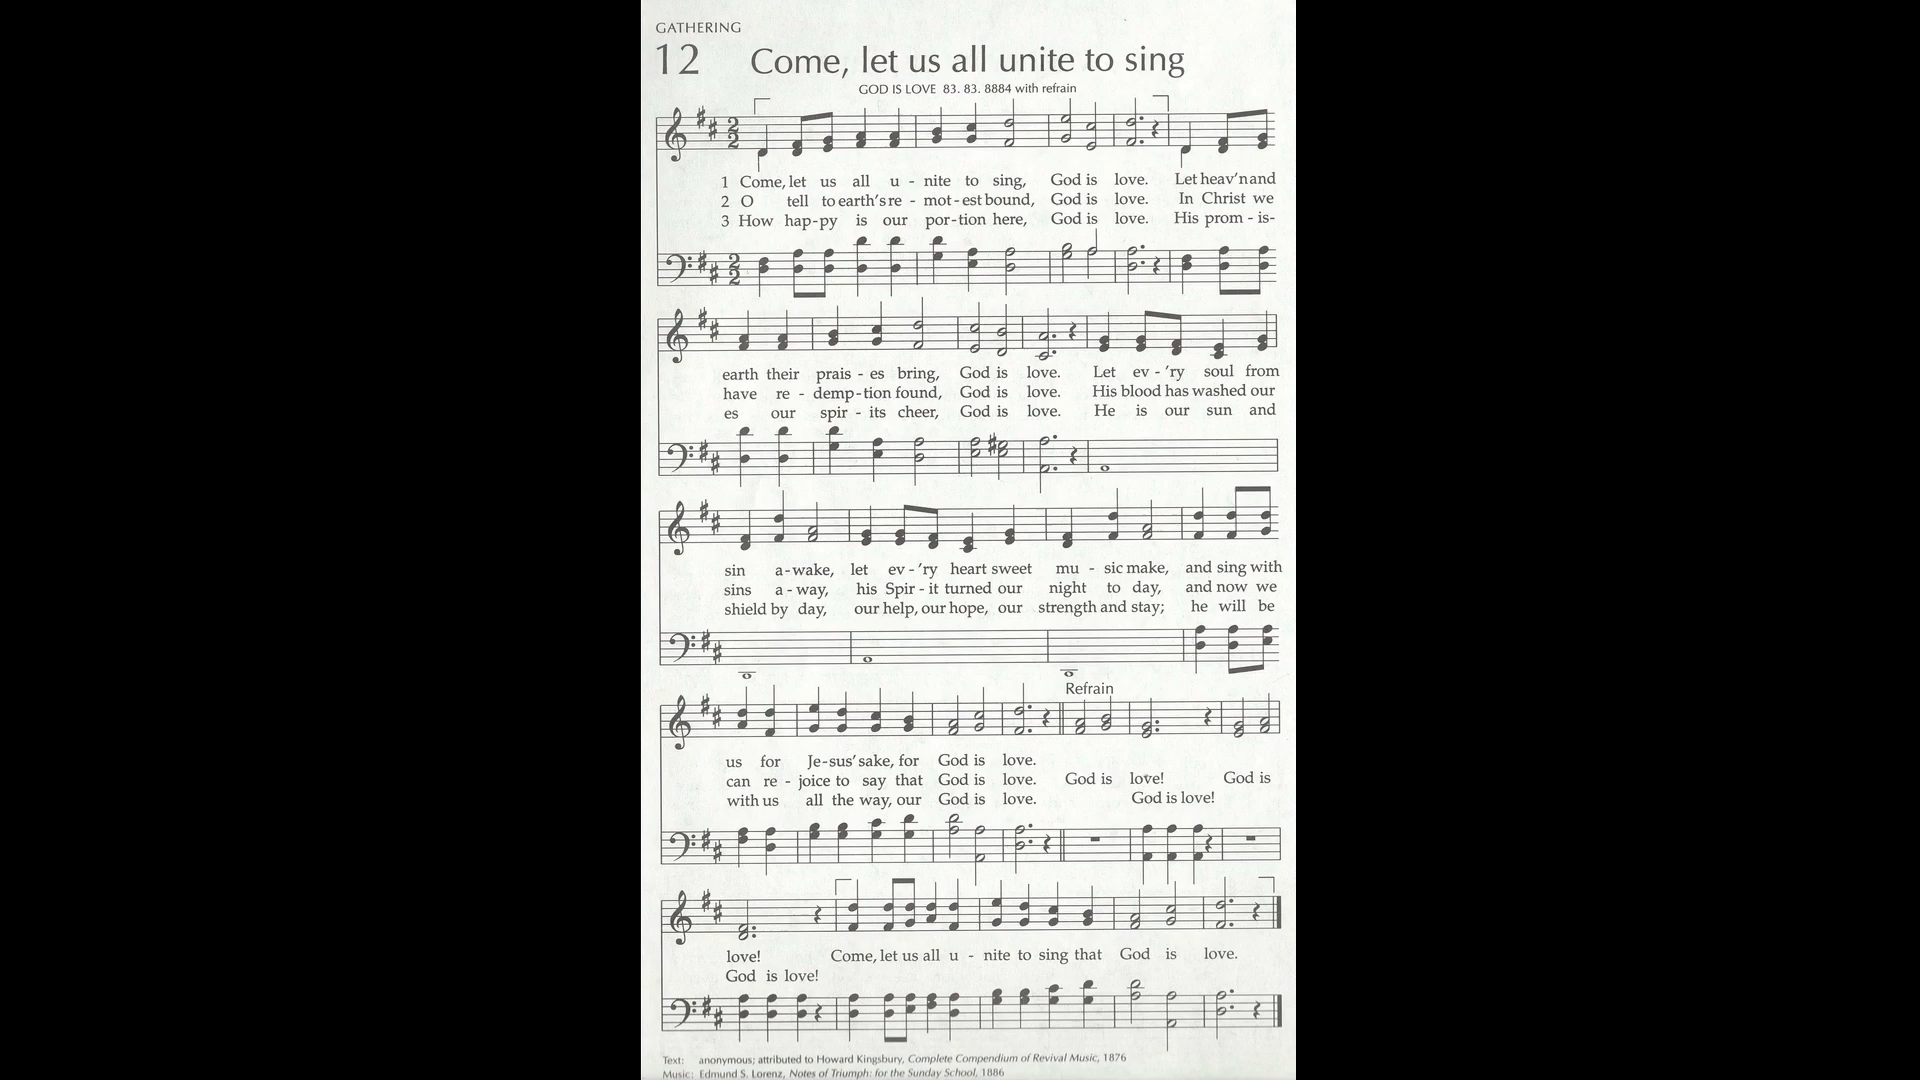 GATHERING
12 Come, let us all unite to sing
GOD IS LOVE 83. 83. 8884 with refrain
1 Come, let us all u - nite to sing, God is love. Let heav'n and
2 O tell to earth's re - mot - est bound, God is love. In Christ we
3 How hap - py is our por - tion here, God is love. His prom - is-
earth their prais - es bring, God is love. Let ev - 'ry soul from
have re - demp - tion found, God is love. His blood has washed our
es our spir - its cheer, God is love. He is our sun and
sin a - wake, let ev - 'ry heart sweet mu - sic make, and sing with
sins a - way, his Spir - it turned our night to day, and now we
shield by day, our help, our hope, our strength and stay; he will be
Refrain
us for Je - sus' sake, for God is love.
can re - joice to say that God is love. God is love! God is
with us all the way, our God is love. God is love!
love! Come, let us all u - nite to sing that God is love.
God is love!
Text: anonymous; attributed to Howard Kingsbury, Complete Compendium of Revival Music, 1876
Music: Edmund S. Lorenz, Notes of Triumph: for the Sunday School, 1886